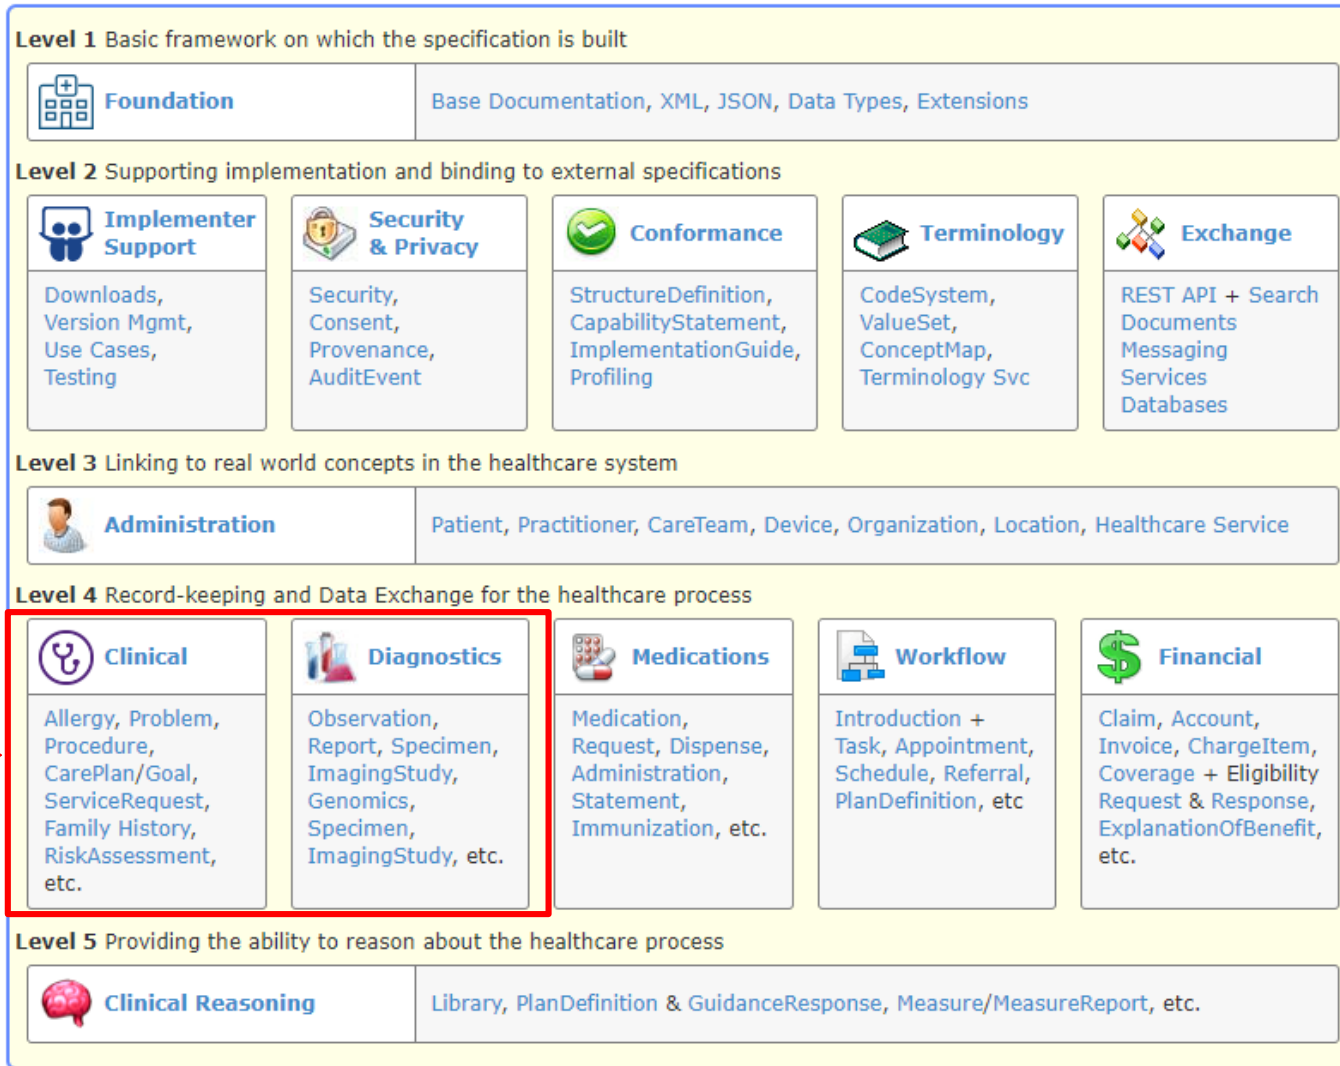 Level 1 Basic framework on which the specification is built
Foundation
Base Documentation, XML, JSON, Data Types, Extensions
Level 2 Supporting implementation and binding to external specifications
Implementer
Support
Downloads,
Version Mgmt,
Use Cases,
Testing
Security
& Privacy
Security,
Consent,
Provenance,
AuditEvent
Conformance
StructureDefinition,
CapabilityStatement,
ImplementationGuide,
Profiling
Terminology
CodeSystem,
ValueSet,
ConceptMap,
Terminology Svc
Exchange
REST API + Search
Documents
Messaging
Services
Databases
Level 3 Linking to real world concepts in the healthcare system
Administration
Patient, Practitioner, CareTeam, Device, Organization, Location, Healthcare Service
Level 4 Record-keeping and Data Exchange for the healthcare process
Clinical
Allergy, Problem,
Procedure,
CarePlan/Goal,
ServiceRequest,
Family History,
RiskAssessment,
etc.
Diagnostics
Observation,
Report, Specimen,
ImagingStudy,
Genomics,
Specimen,
ImagingStudy, etc.
Medications
Medication,
Request, Dispense,
Administration,
Statement,
Immunization, etc.
Workflow
Introduction +
Task, Appointment,
Schedule, Referral,
PlanDefinition, etc
Financial
Claim, Account,
Invoice, ChargeItem,
Coverage + Eligibility
Request & Response,
ExplanationOfBenefit,
etc.
Level 5 Providing the ability to reason about the healthcare process
Clinical Reasoning
Library, PlanDefinition & GuidanceResponse, Measure/MeasureReport, etc.